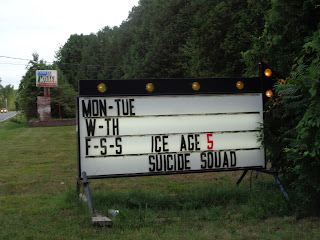 MON-TUE
W-TH
F-S-S ICE AGE 5
SUICIDE SQUAD